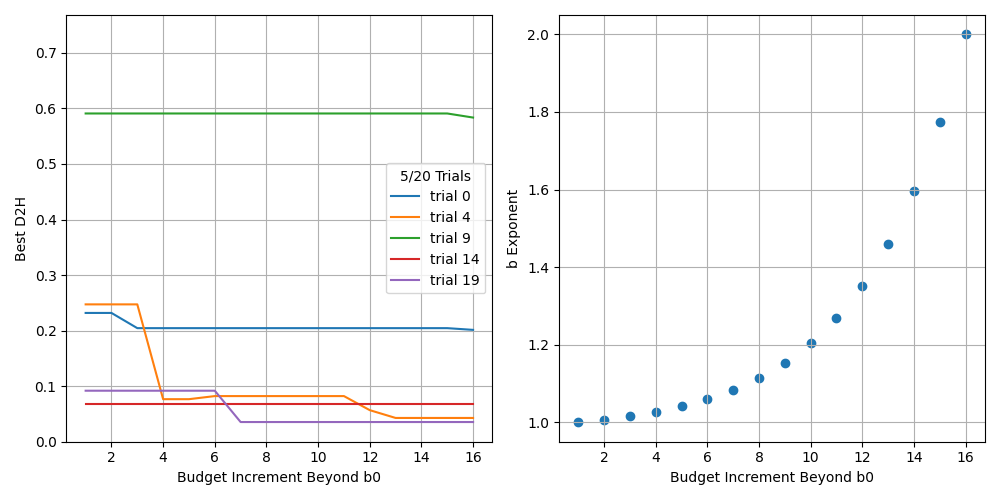 0.7
0.6
0.5
0.4
0.3
0.2
0.1
0.0
Best D2H
2 4 6 8 10 12 14 16
Budget Increment Beyond b0
5/20 Trials
trial 0
trial 4
trial 9
trial 14
trial 19
2.0
1.8
1.6
1.4
1.2
1.0
b Exponent
2 4 6 8 10 12 14 16
Budget Increment Beyond b0